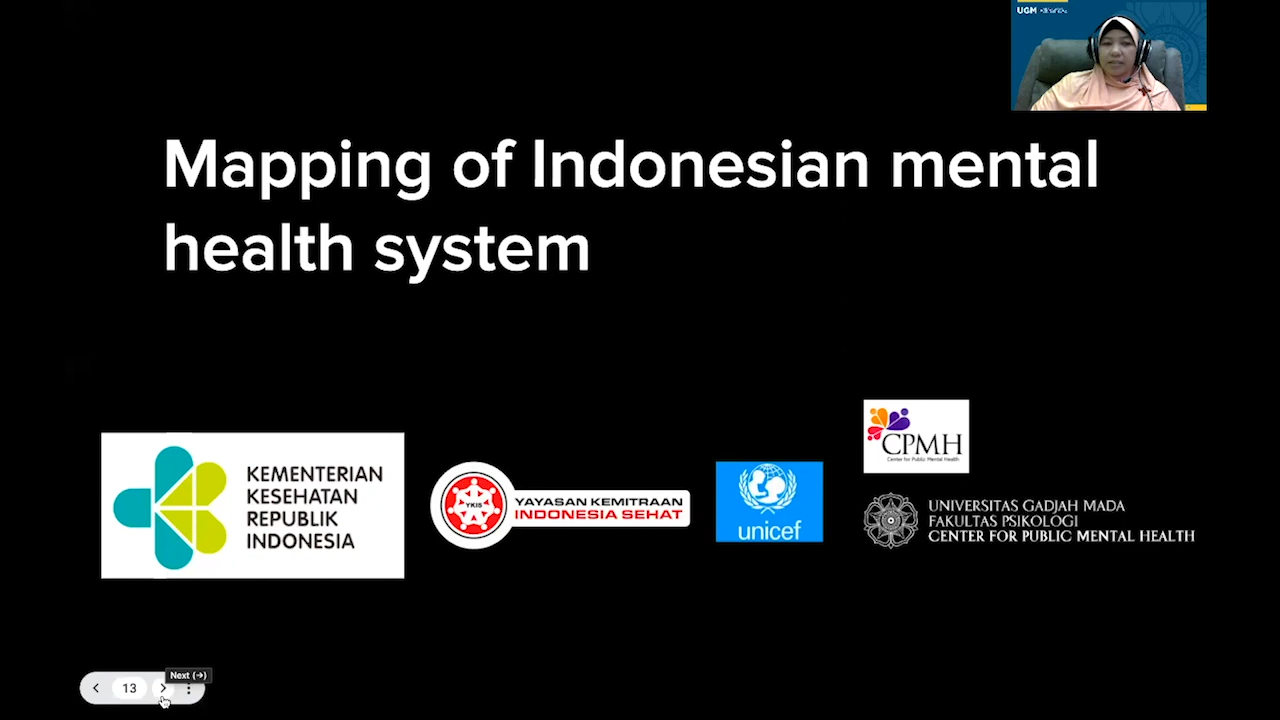 UGM
Mapping of Indonesian mental
health system
KEMENTERIAN
KESEHATAN
REPUBLIK
INDONESIA
YKIS
YAYASAN KEMITRAAN
INDONESIA SEHAT
unicef
CPMH
Center for Public Mental Health
UNIVERSITAS GADJAH MADA
FAKULTAS PSIKOLOGI
CENTER FOR PUBLIC MENTAL HEALTH
Next (→)
13